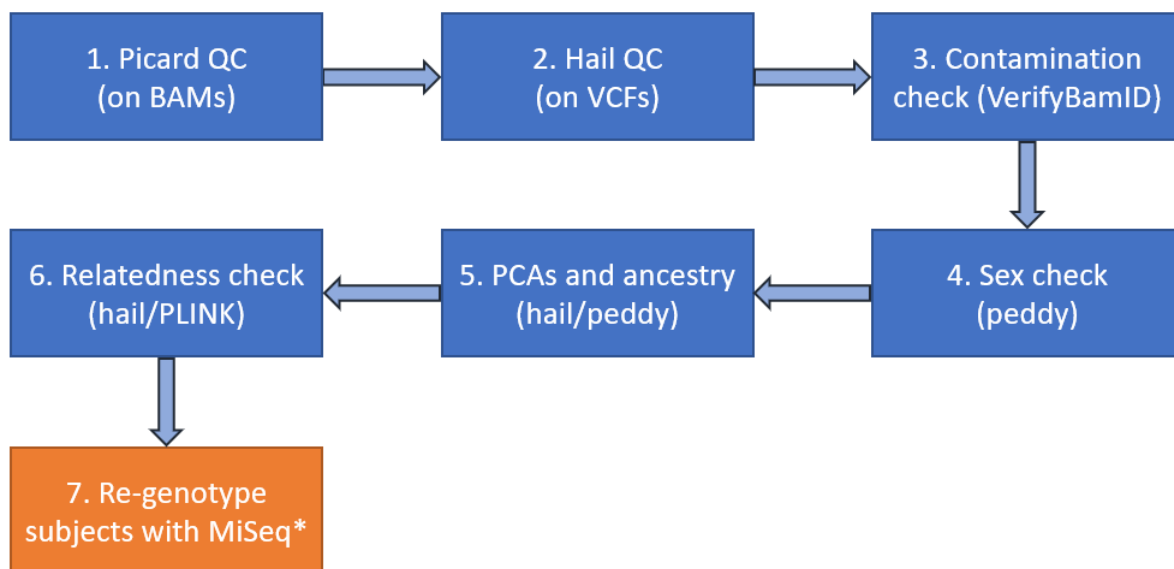 1. Picard QC
(on BAMs)
2. Hail QC
(on VCFs)
3. Contamination
check (VerifyBamID)
4. Sex check
(peddy)
5. PCAs and ancestry
(hail/peddy)
6. Relatedness check
(hail/PLINK)
7. Re-genotype
subjects with MiSeq*